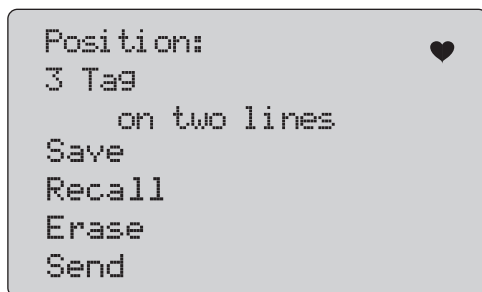 Position:
3 Tag
on two lines
Save
Recall
Erase
Send